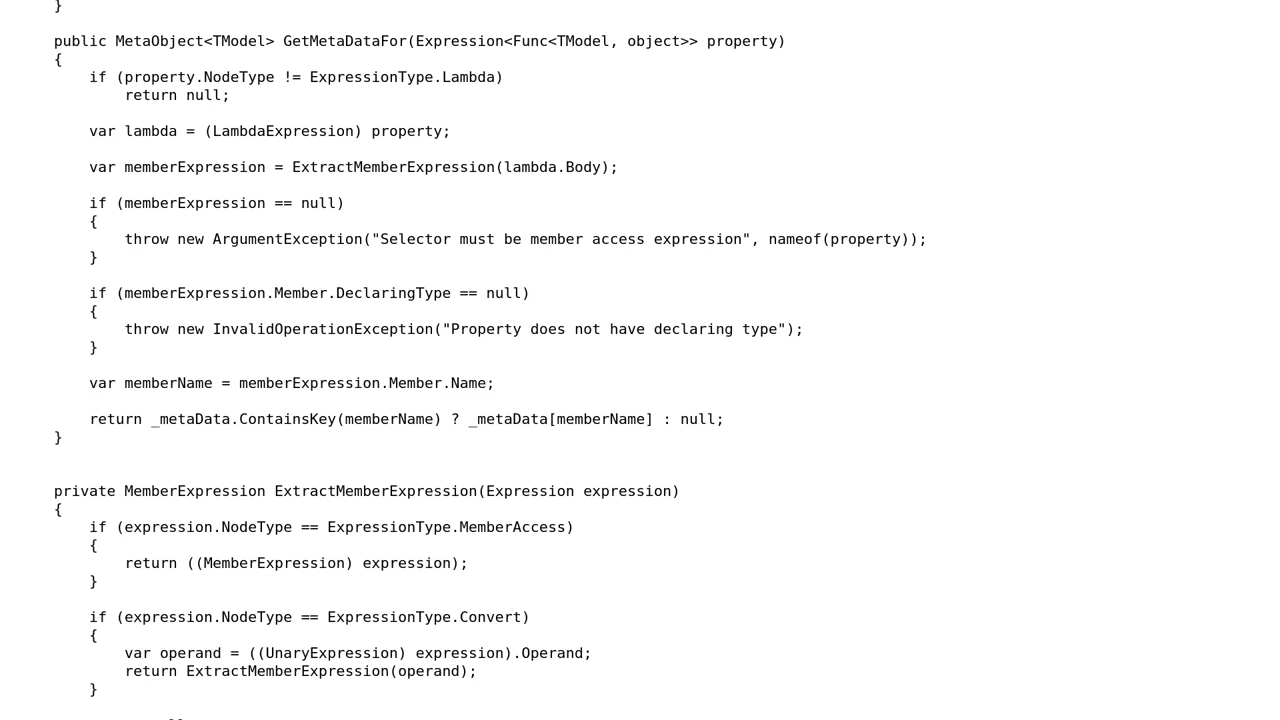 }
public MetaObject<TModel> GetMetaDataFor(Expression<Func<TModel, object>> property)
{
if (property.NodeType != ExpressionType.Lambda)
return null;
var lambda = (LambdaExpression) property;
var memberExpression = ExtractMemberExpression(lambda.Body);
if (memberExpression == null)
{
throw new ArgumentException("Selector must be member access expression", nameof(property));
}
if (memberExpression.Member.DeclaringType == null)
{
throw new InvalidOperationException("Property does not have declaring type");
}
var memberName = memberExpression.Member.Name;
return _metaData.ContainsKey(memberName) ? _metaData[memberName] : null;
}
private MemberExpression ExtractMemberExpression(Expression expression)
{
if (expression.NodeType == ExpressionType.MemberAccess)
{
return ((MemberExpression) expression);
}
if (expression.NodeType == ExpressionType.Convert)
{
var operand = ((UnaryExpression) expression).Operand;
return ExtractMemberExpression(operand);
}